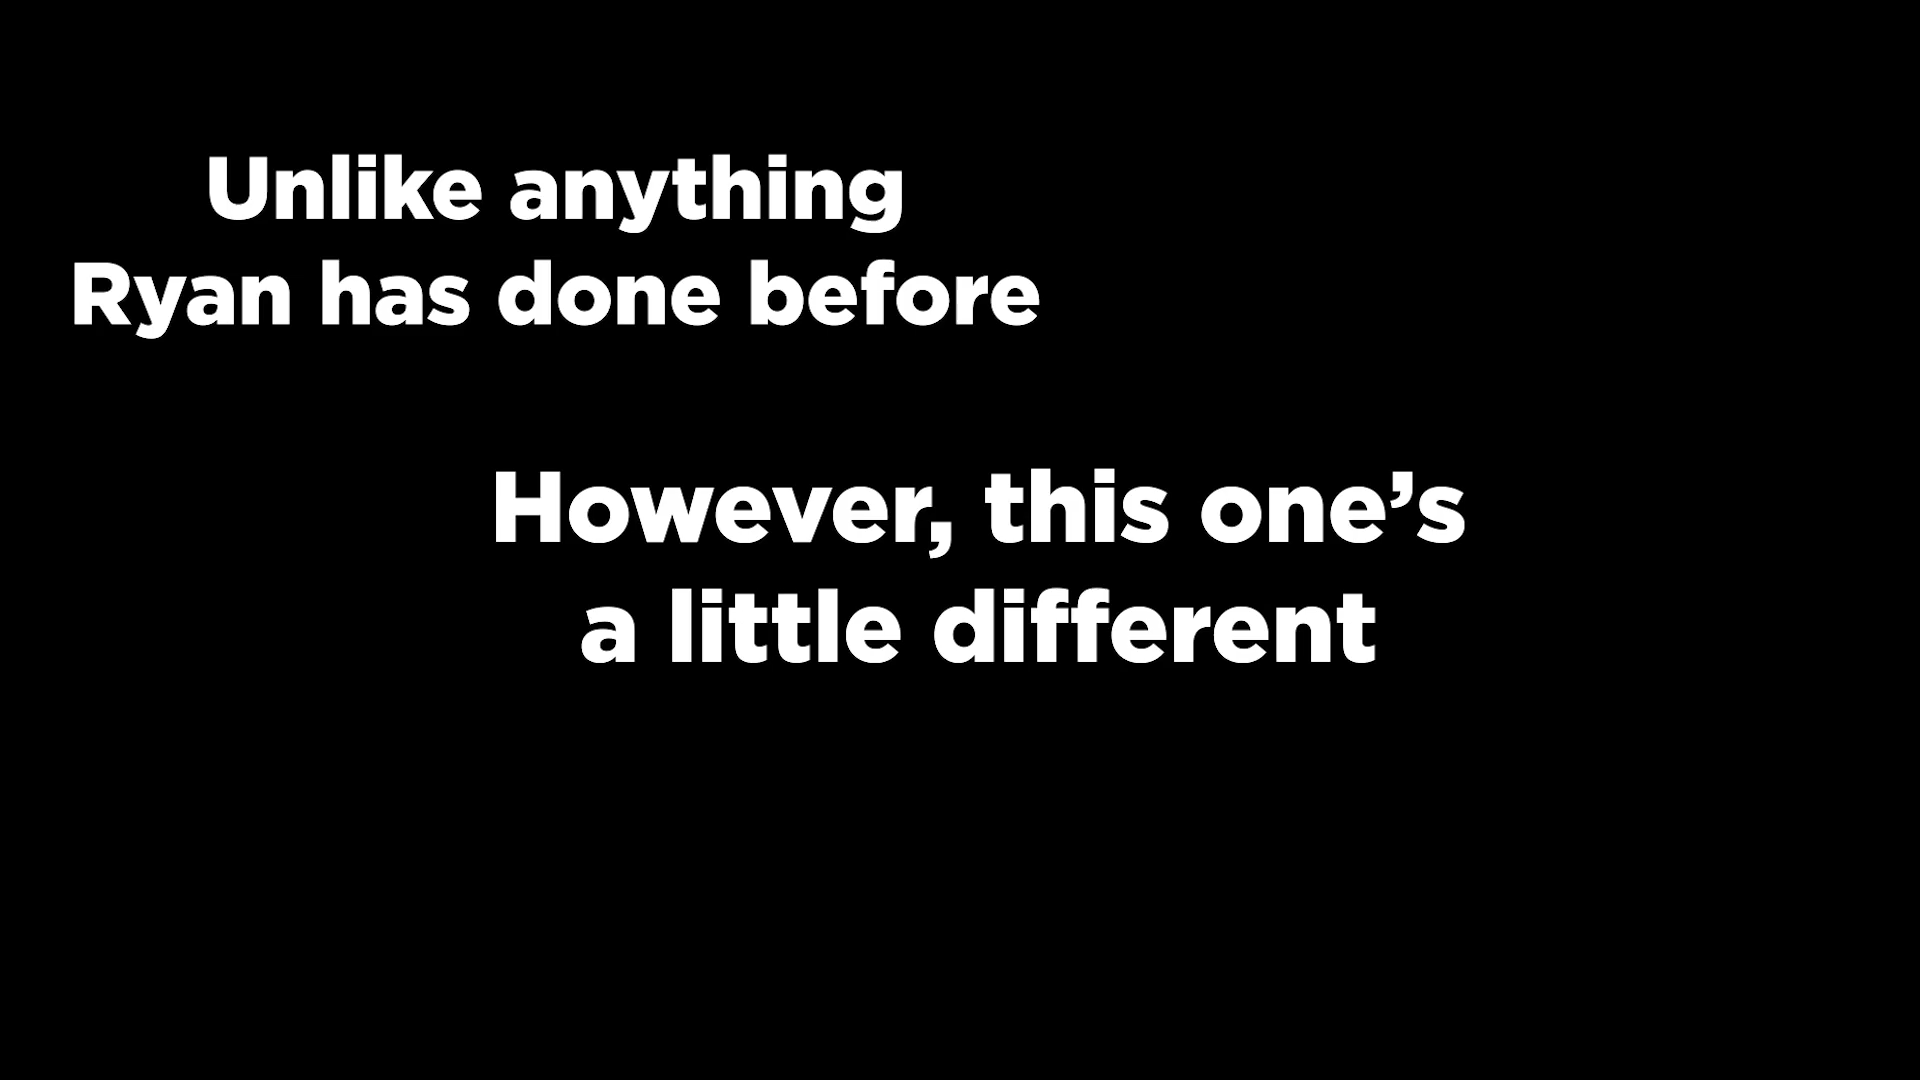 Unlike anything
Ryan has done before
However, this one’s
a little different